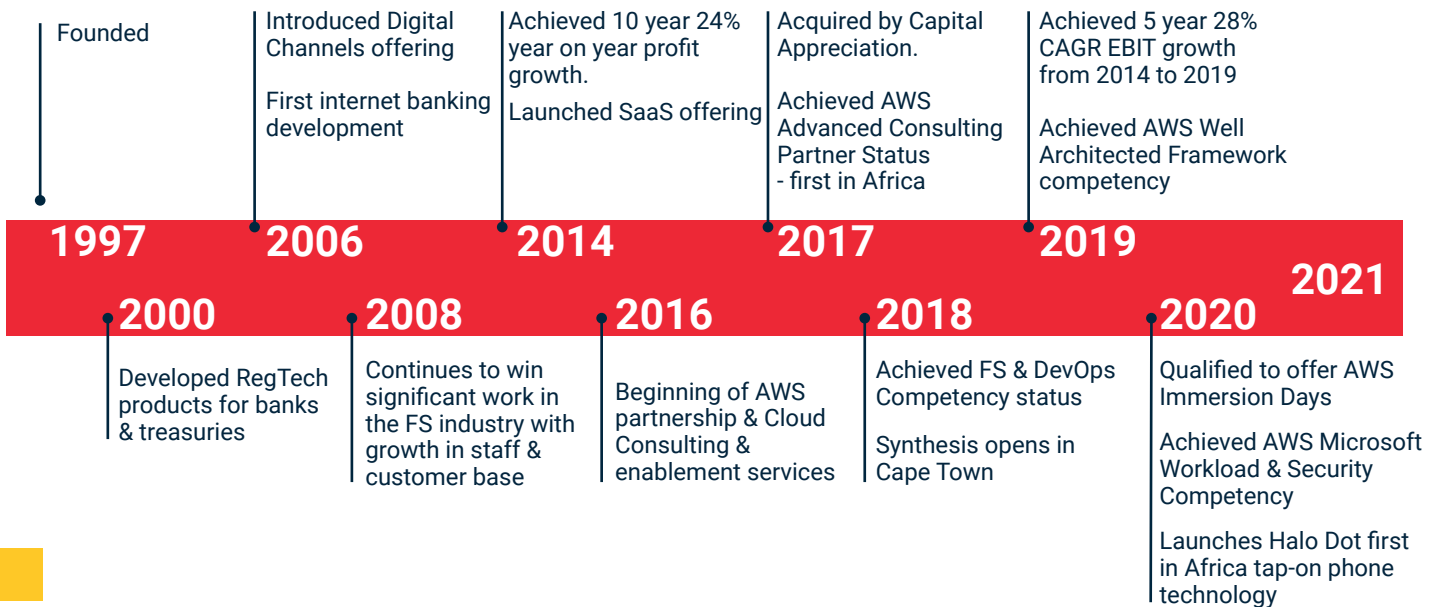 Founded
Introduced Digital
Channels offering
First internet banking
development
Achieved 10 year 24%
year on year profit
growth.
Launched SaaS offering
Acquired by Capital
Appreciation.
Achieved AWS
Advanced Consulting
Partner Status
- first in Africa
Achieved 5 year 28%
CAGR EBIT growth
from 2014 to 2019
Achieved AWS Well
Architected Framework
competency
1997
2006
2014
2017
2019
2021
2000
2008
2016
2018
2020
Developed RegTech
products for banks
& treasuries
Continues to win
significant work in
the FS industry with
growth in staff &
customer base
Beginning of AWS
partnership & Cloud
Consulting &
enablement services
Achieved FS & DevOps
Competency status
Synthesis opens in
Cape Town
Qualified to offer AWS
Immersion Days
Achieved AWS Microsoft
Workload & Security
Competency
Launches Halo Dot first
in Africa tap-on phone
technology